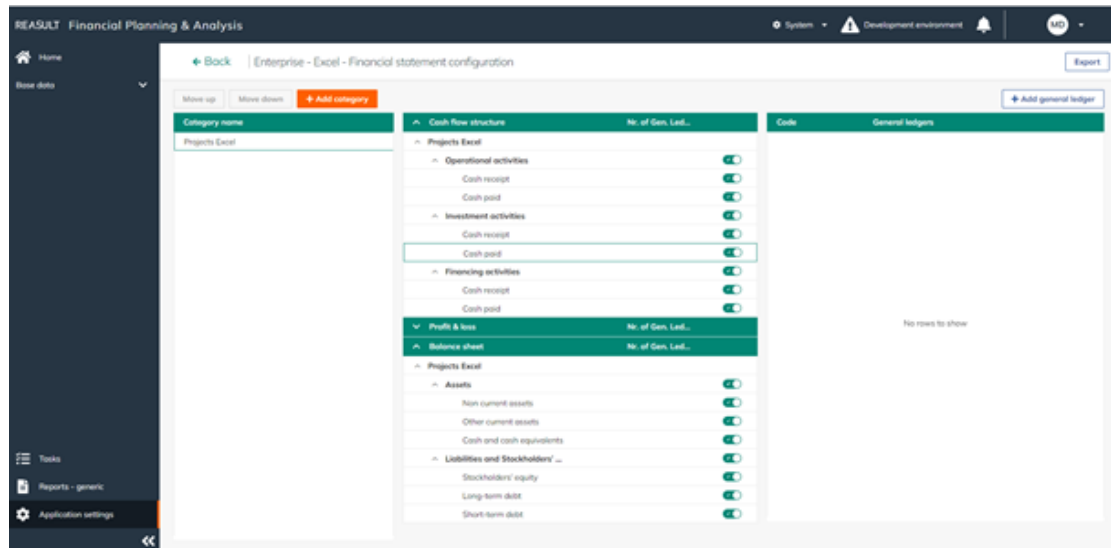 REASULT Financial Planning & Analysis
System
Development environment
MD
Home
Base data
Tasks
Reports - generic
Application settings
Back
Enterprise - Excel - Financial statement configuration
Export
Move up
Move down
+ Add category
+ Add general ledger
Category name
Projects Excel
Cash flow structure Nr. of Gen. Led...
Projects Excel
Operational activities
Cash receipt
Cash paid
Investment activities
Cash receipt
Cash paid
Financing activities
Cash receipt
Cash paid
Profit & loss Nr. of Gen. Led...
Balance sheet Nr. of Gen. Led...
Projects Excel
Assets
Non current assets
Other current assets
Cash and cash equivalents
Liabilities and Stockholders' ...
Stockholders' equity
Long-term debt
Short-term debt
Code General ledgers
No rows to show